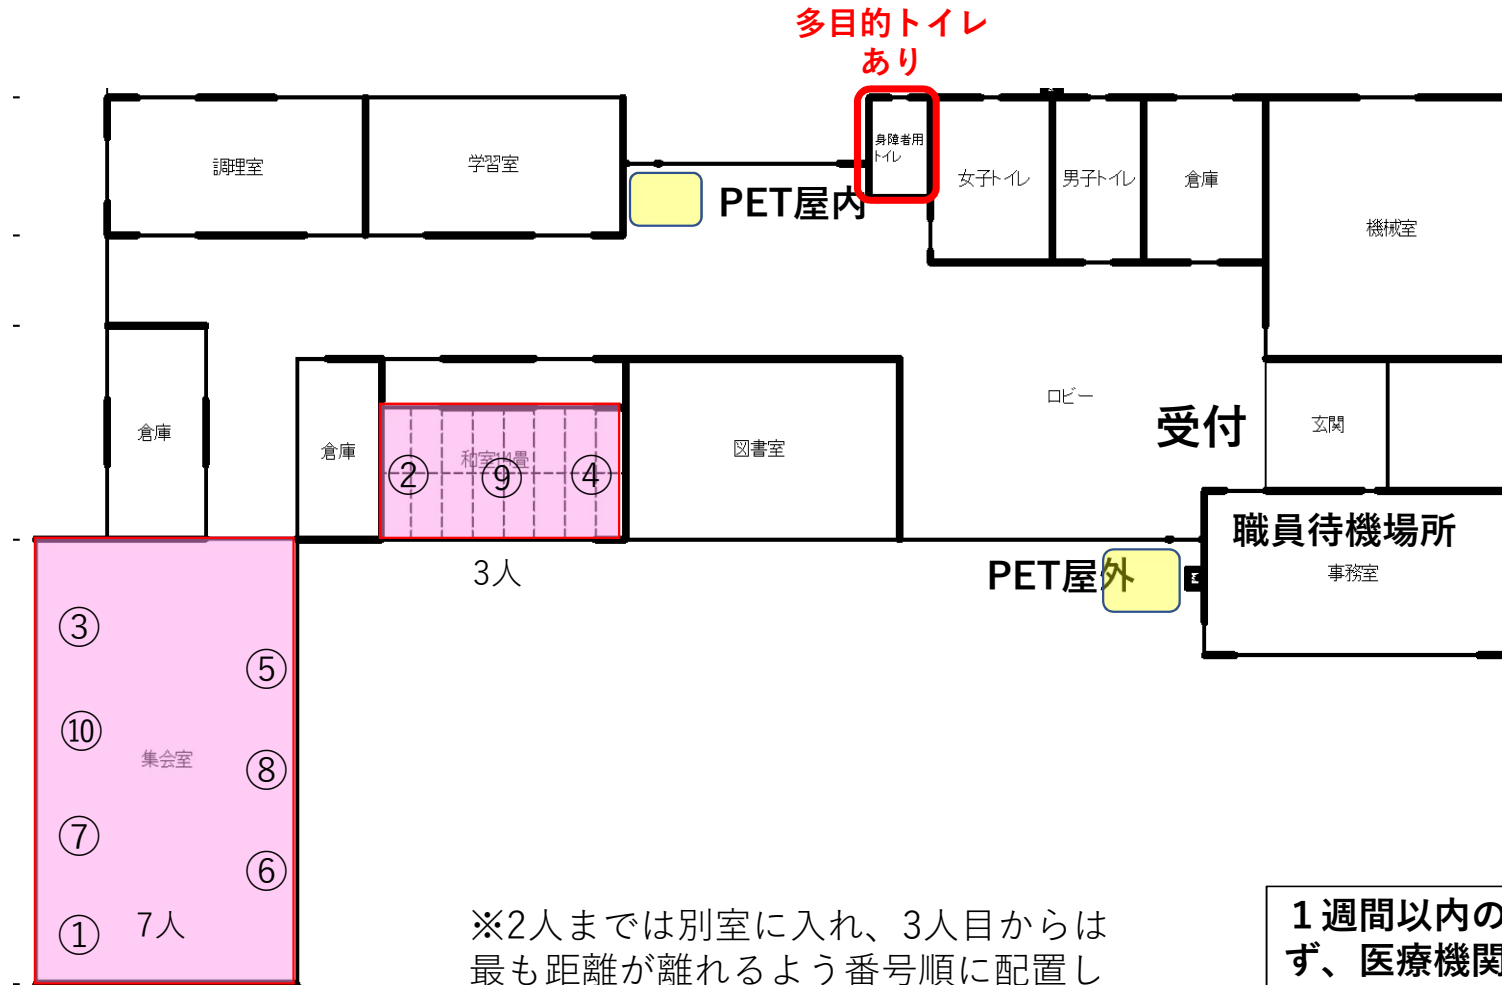 多目的トイレ
あり
調理室
学習室
身障者用
トイレ
女子トイレ
男子トイレ
倉庫
機械室
PET屋内
倉庫
倉庫
和室14畳
②
⑨
④
3人
図書室
ロビー
受付
玄関
職員待機場所
事務室
PET屋外
③
⑤
⑩
集会室
⑧
⑦
⑥
①
7人
※2人までは別室に入れ、3人目からは
最も距離が離れるよう番号順に配置し
１週間以内の
ず、医療機関